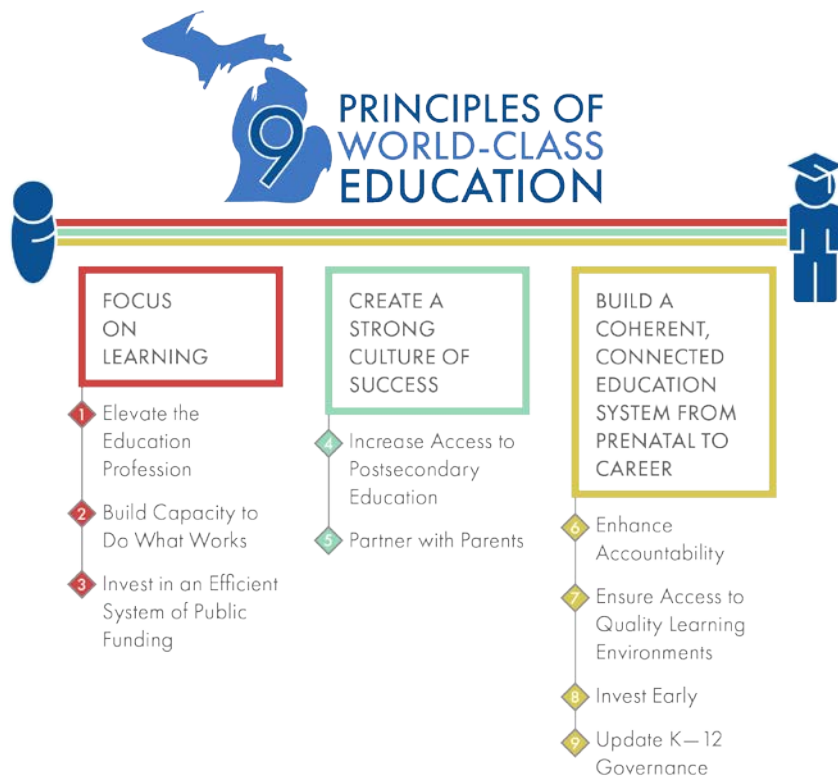 9
PRINCIPLES OF
WORLD-CLASS
EDUCATION
FOCUS
ON
LEARNING
1 Elevate the
Education
Profession
2 Build Capacity to
Do What Works
3 Invest in an Efficient
System of Public
Funding
CREATE A
STRONG
CULTURE OF
SUCCESS
4 Increase Access to
Postsecondary
Education
5 Partner with Parents
BUILD A
COHERENT,
CONNECTED
EDUCATION
SYSTEM FROM
PRENATAL TO
CAREER
6 Enhance
Accountability
7 Ensure Access to
Quality Learning
Environments
8 Invest Early
9 Update K—12
Governance